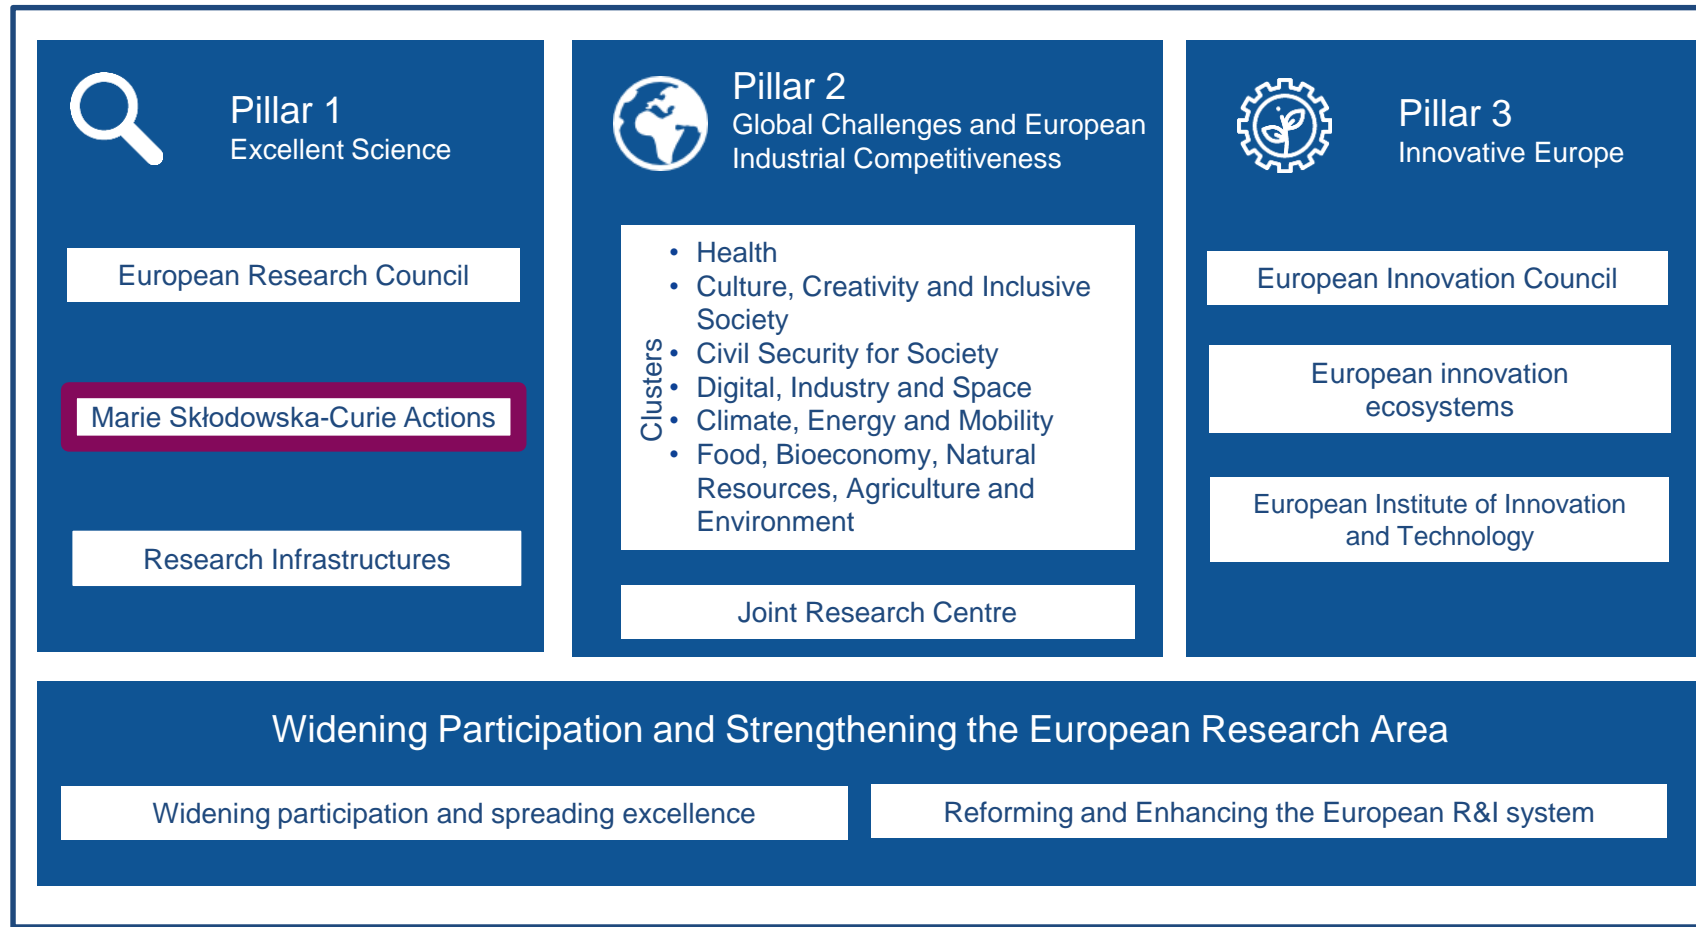 Pillar 1
Excellent Science
European Research Council
Marie Skłodowska-Curie Actions
Research Infrastructures
Pillar 2
Global Challenges and European
Industrial Competitiveness
Clusters
• Health
• Culture, Creativity and Inclusive
Society
• Civil Security for Society
• Digital, Industry and Space
• Climate, Energy and Mobility
• Food, Bioeconomy, Natural
Resources, Agriculture and
Environment
Joint Research Centre
Pillar 3
Innovative Europe
European Innovation Council
European innovation
ecosystems
European Institute of Innovation
and Technology
Widening Participation and Strengthening the European Research Area
Widening participation and spreading excellence
Reforming and Enhancing the European R&I system